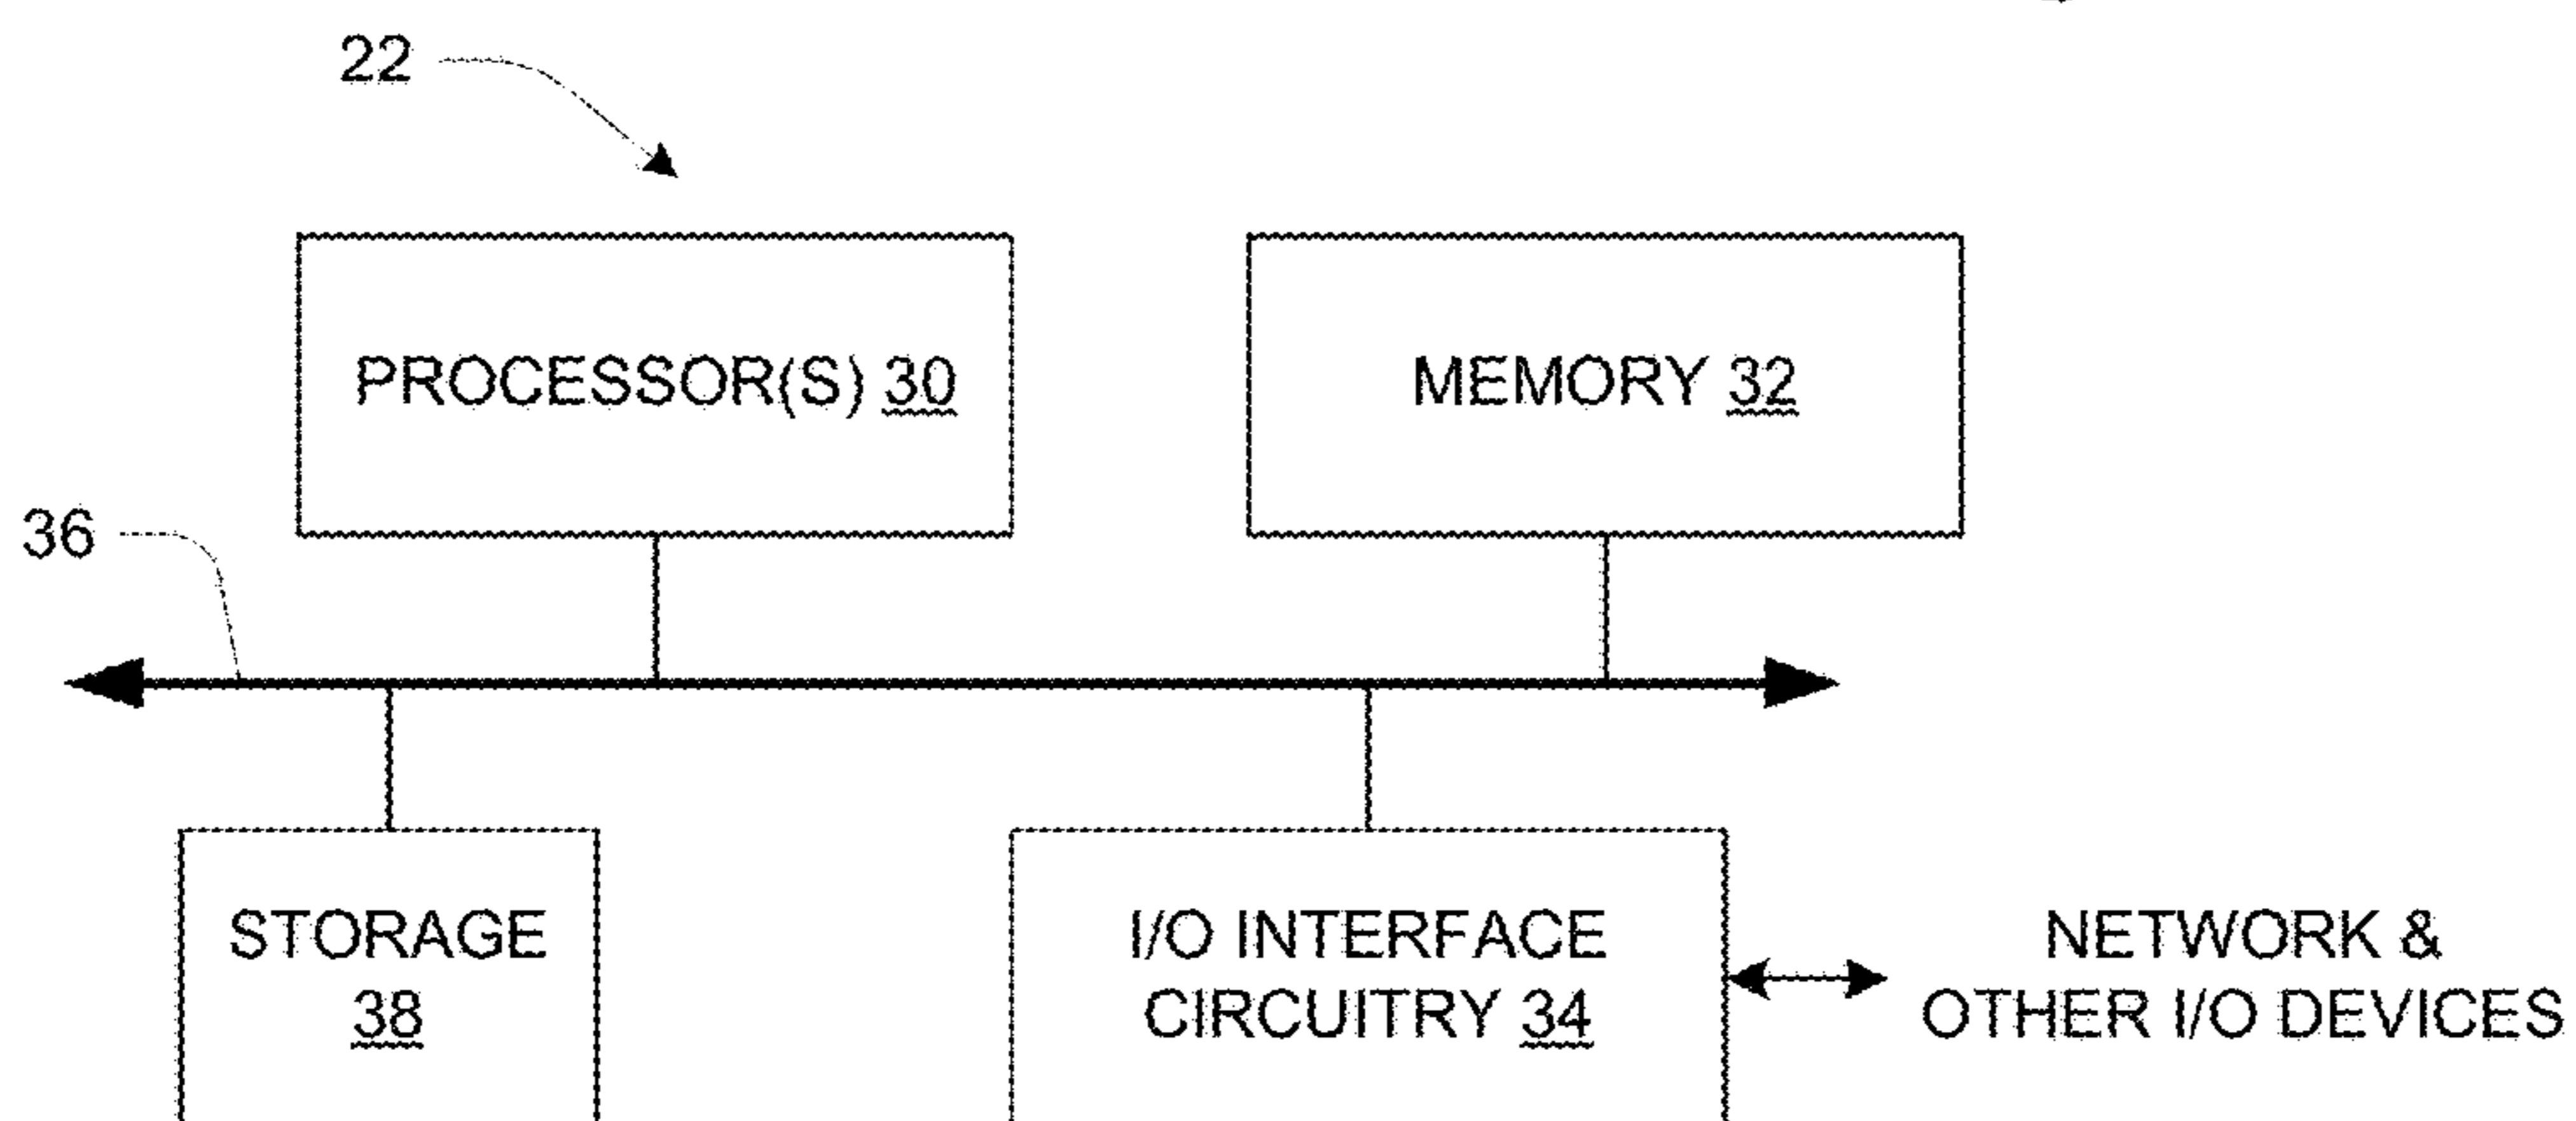 22
PROCESSOR(S) 30
MEMORY 32
36
STORAGE
38
I/O INTERFACE
CIRCUITRY 34
NETWORK &
OTHER I/O DEVICES